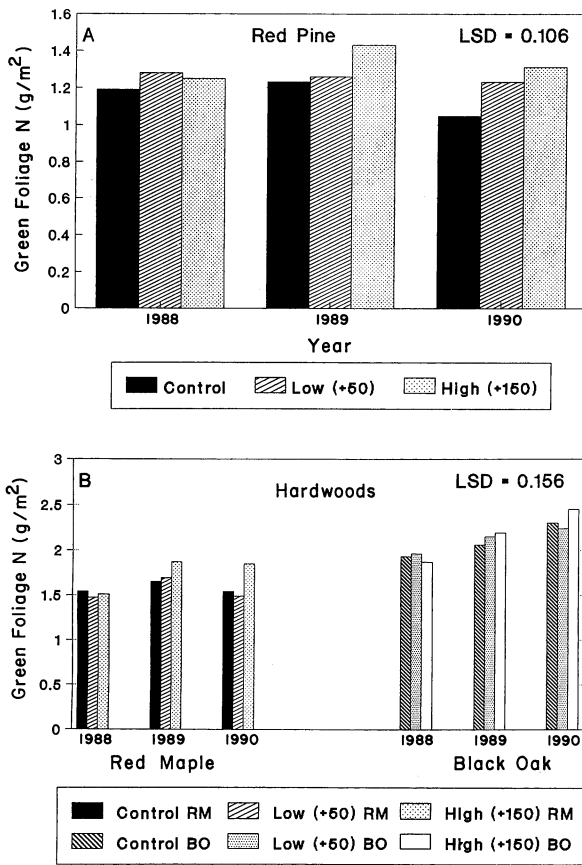 A Red Pine LSD = 0.106
Green Foliage N (g/m²)
1.6
1.4
1.2
1
0.8
0.6
0.4
0.2
0
1988 1989 1990
Year
Control Low (+50) High (+150)
B Hardwoods LSD = 0.156
Green Foliage N (g/m²)
3
2.5
2
1.5
1
0.5
0
1988 1989 1990 1988 1989 1990
Red Maple Black Oak
Control RM Low (+50) RM High (+150) RM
Control BO Low (+50) BO High (+150) BO